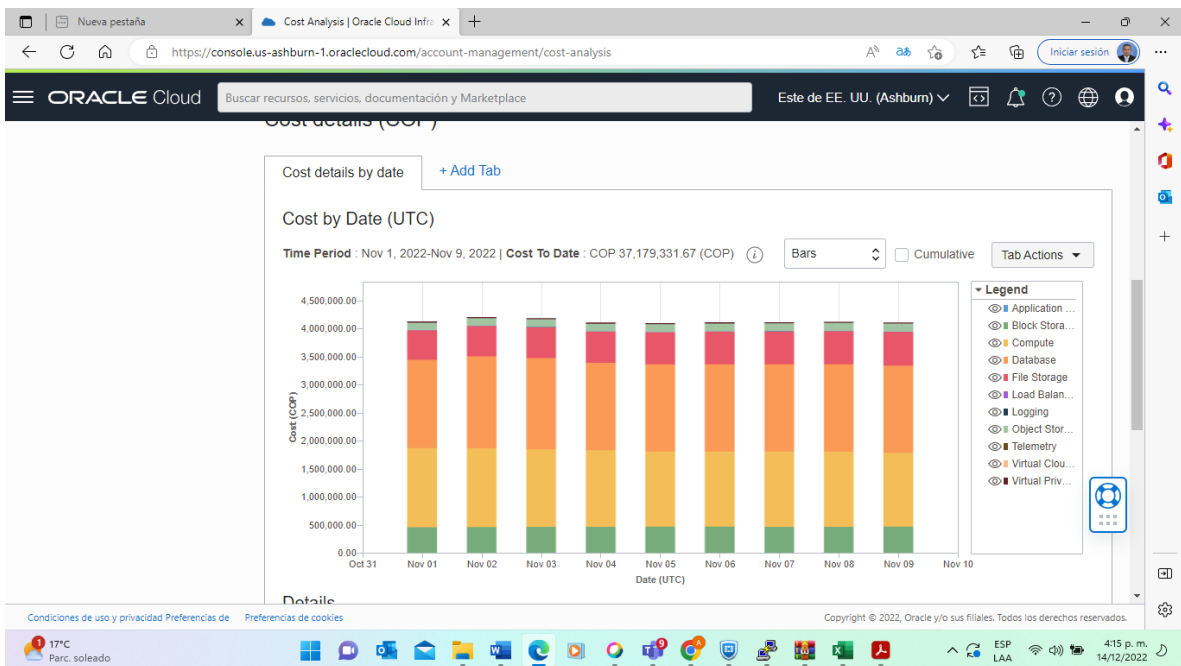 Nueva pestaña
Cost Analysis | Oracle Cloud Infra
https://console.us-ashburn-1.oraclecloud.com/account-management/cost-analysis
Iniciar sesión
ORACLE Cloud
Buscar recursos, servicios, documentación y Marketplace
Este de EE. UU. (Ashburn)
Cost details (COP)
Cost details by date
+ Add Tab
Cost by Date (UTC)
Time Period : Nov 1, 2022-Nov 9, 2022 | Cost To Date : COP 37,179,331.67 (COP)
Bars
Cumulative
Tab Actions
4,500,000.00
4,000,000.00
3,500,000.00
3,000,000.00
2,500,000.00
2,000,000.00
1,500,000.00
1,000,000.00
500,000.00
0.00
Cost (COP)
Oct 31 Nov 01 Nov 02 Nov 03 Nov 04 Nov 05 Nov 06 Nov 07 Nov 08 Nov 09 Nov 10
Date (UTC)
Legend
Application ...
Block Stora...
Compute
Database
File Storage
Load Balan...
Logging
Object Stor...
Telemetry
Virtual Clou...
Virtual Priv...
Details
Condiciones de uso y privacidad Preferencias de Preferencias de cookies
Copyright © 2022, Oracle y/o sus filiales. Todos los derechos reservados.
1
17°C
Parc. soleado
9
ESP
LAA
4:15 p. m.
14/12/2022